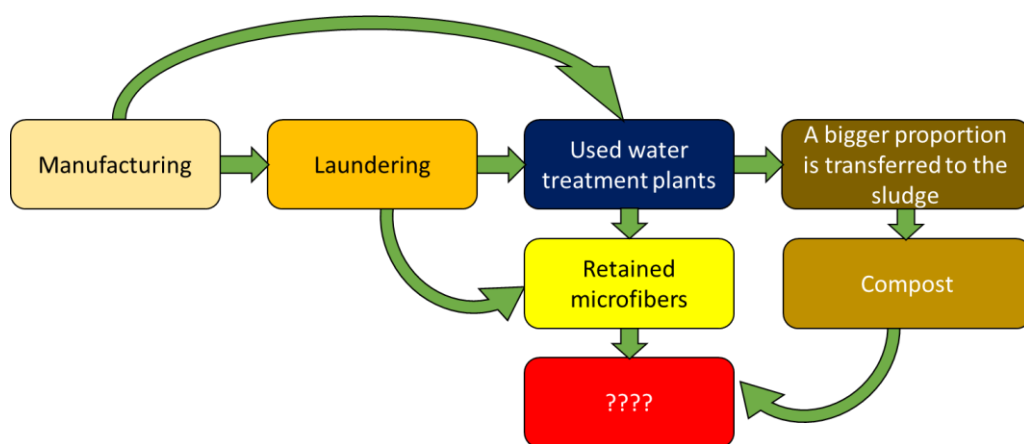 Manufacturing
Laundering
Used water
treatment plants
A bigger proportion
is transferred to the
sludge
Retained
microfibers
Compost
????